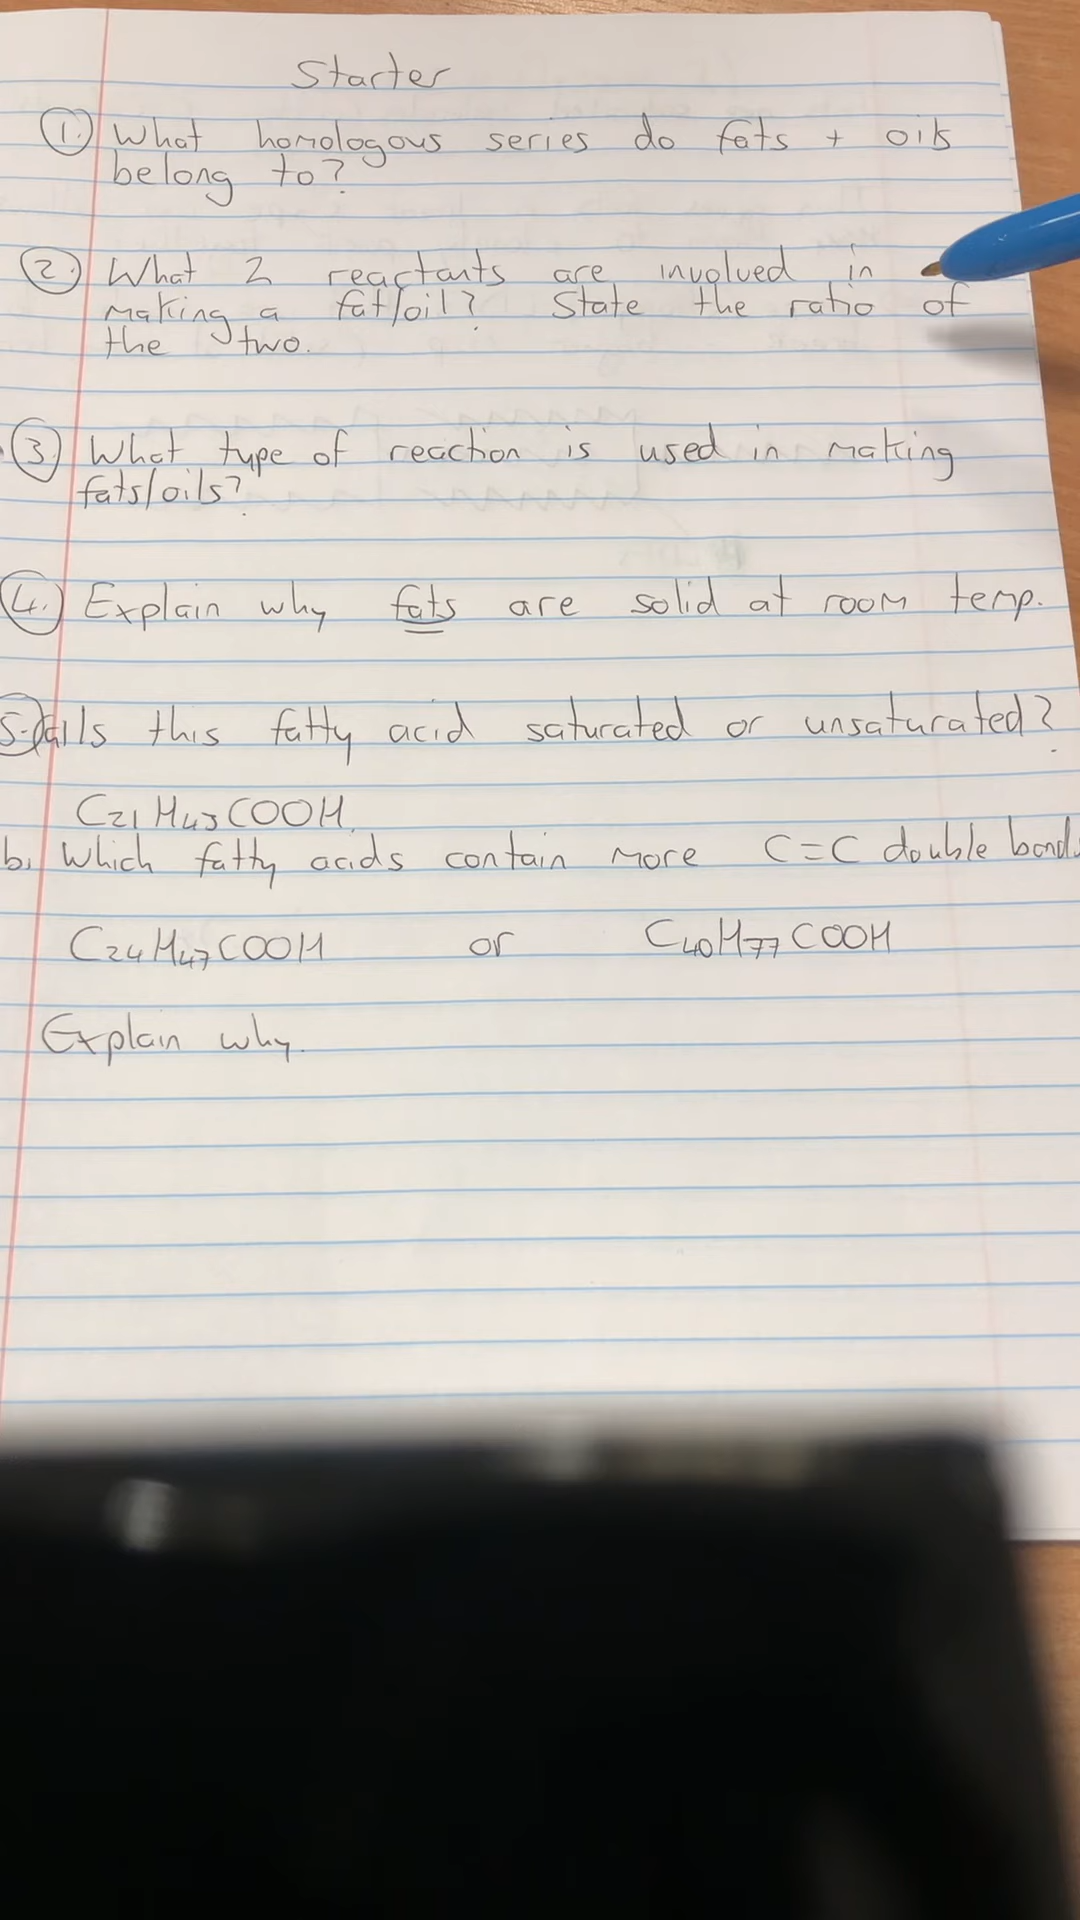 Starter
1. What homologous series do fats + oils
belong to?
2. What 2 reactants are involved in
making a fat/oil? State the ratio of
the two.
3. What type of reaction is used in making
fats/oils?
4. Explain why fats are solid at room temp.
5.a Is this fatty acid saturated or unsaturated?
C21H43COOH.
b. Which fatty acids contain more C=C double bond
C24H47COOH or C40H77COOH
Explain why.